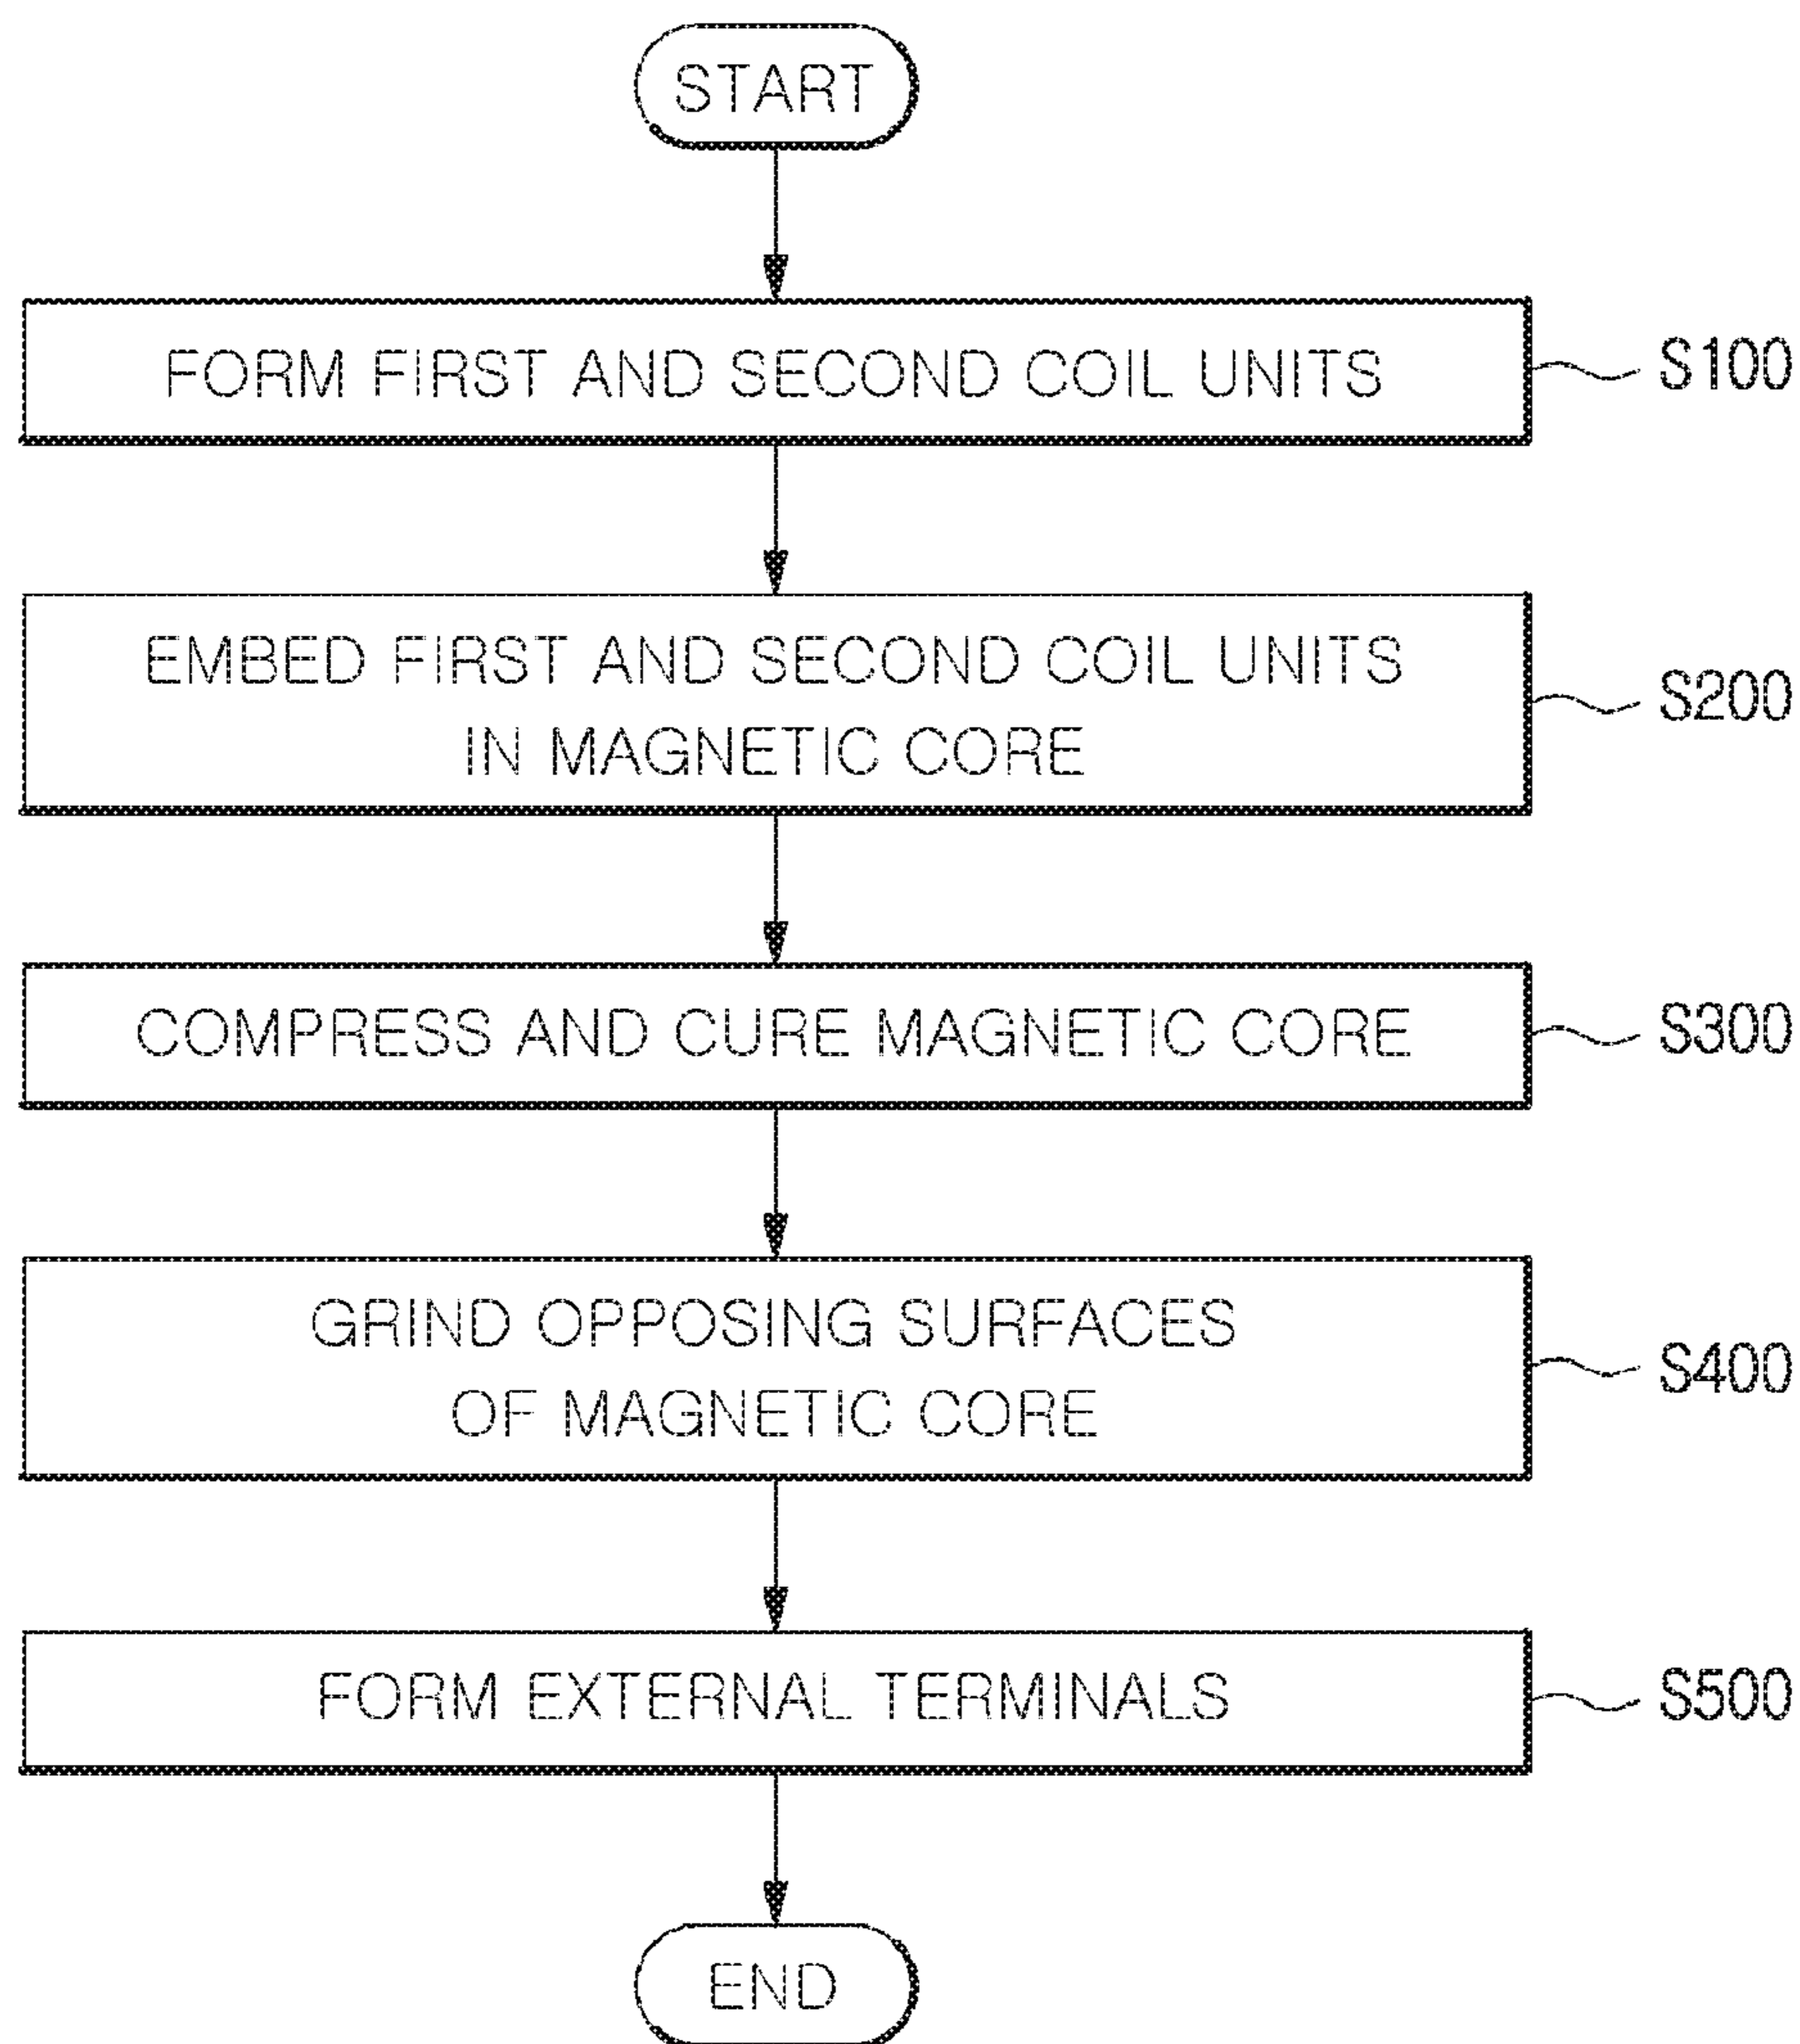 START
FORM FIRST AND SECOND COIL UNITS
S100
EMBED FIRST AND SECOND COIL UNITS
IN MAGNETIC CORE
S200
COMPRESS AND CURE MAGNETIC CORE
S300
GRIND OPPOSING SURFACES
OF MAGNETIC CORE
S400
FORM EXTERNAL TERMINALS
S500
END